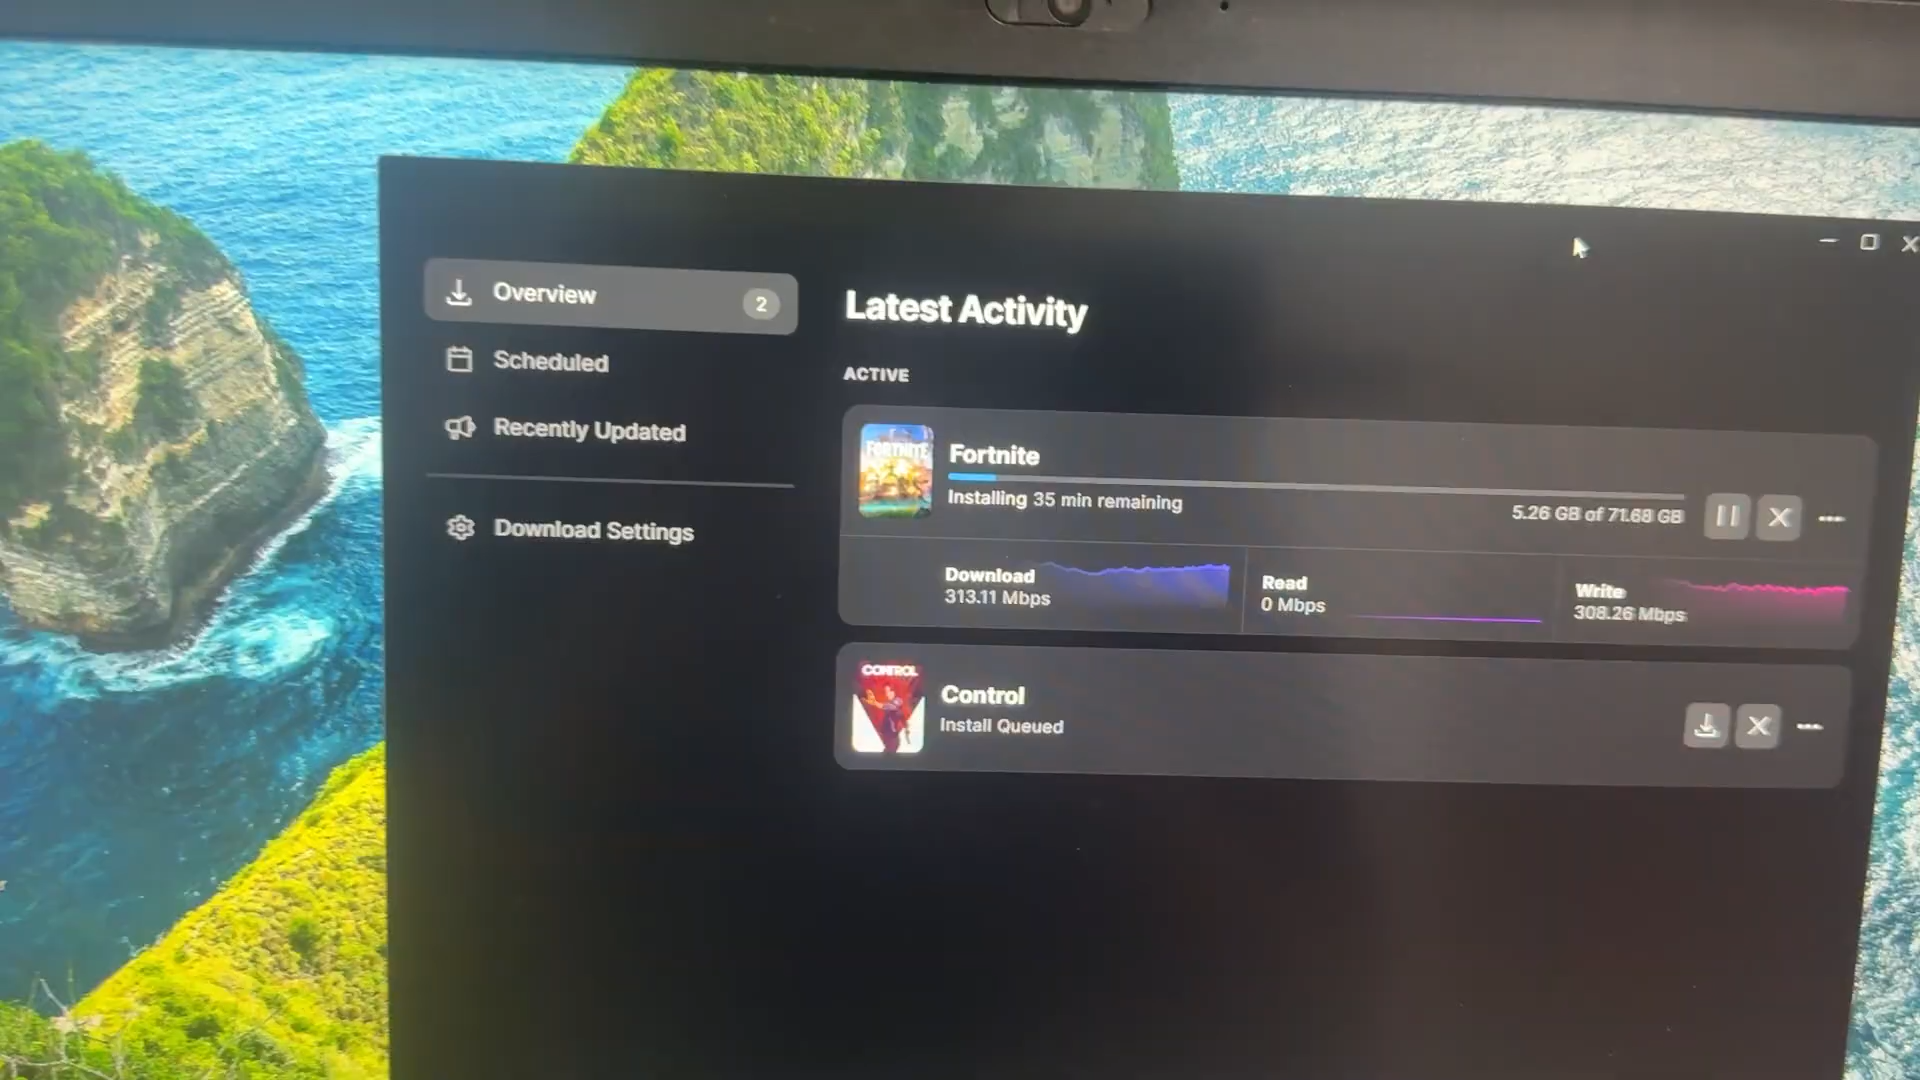 Overview
2
Scheduled
Recently Updated
Download Settings
Latest Activity
ACTIVE
FORTNITE
Fortnite
Installing 35 min remaining
5.26 GB of 71.68 GB
Download
313.11 Mbps
Read
0 Mbps
Write
308.26 Mbps
CONTROL
Control
Install Queued